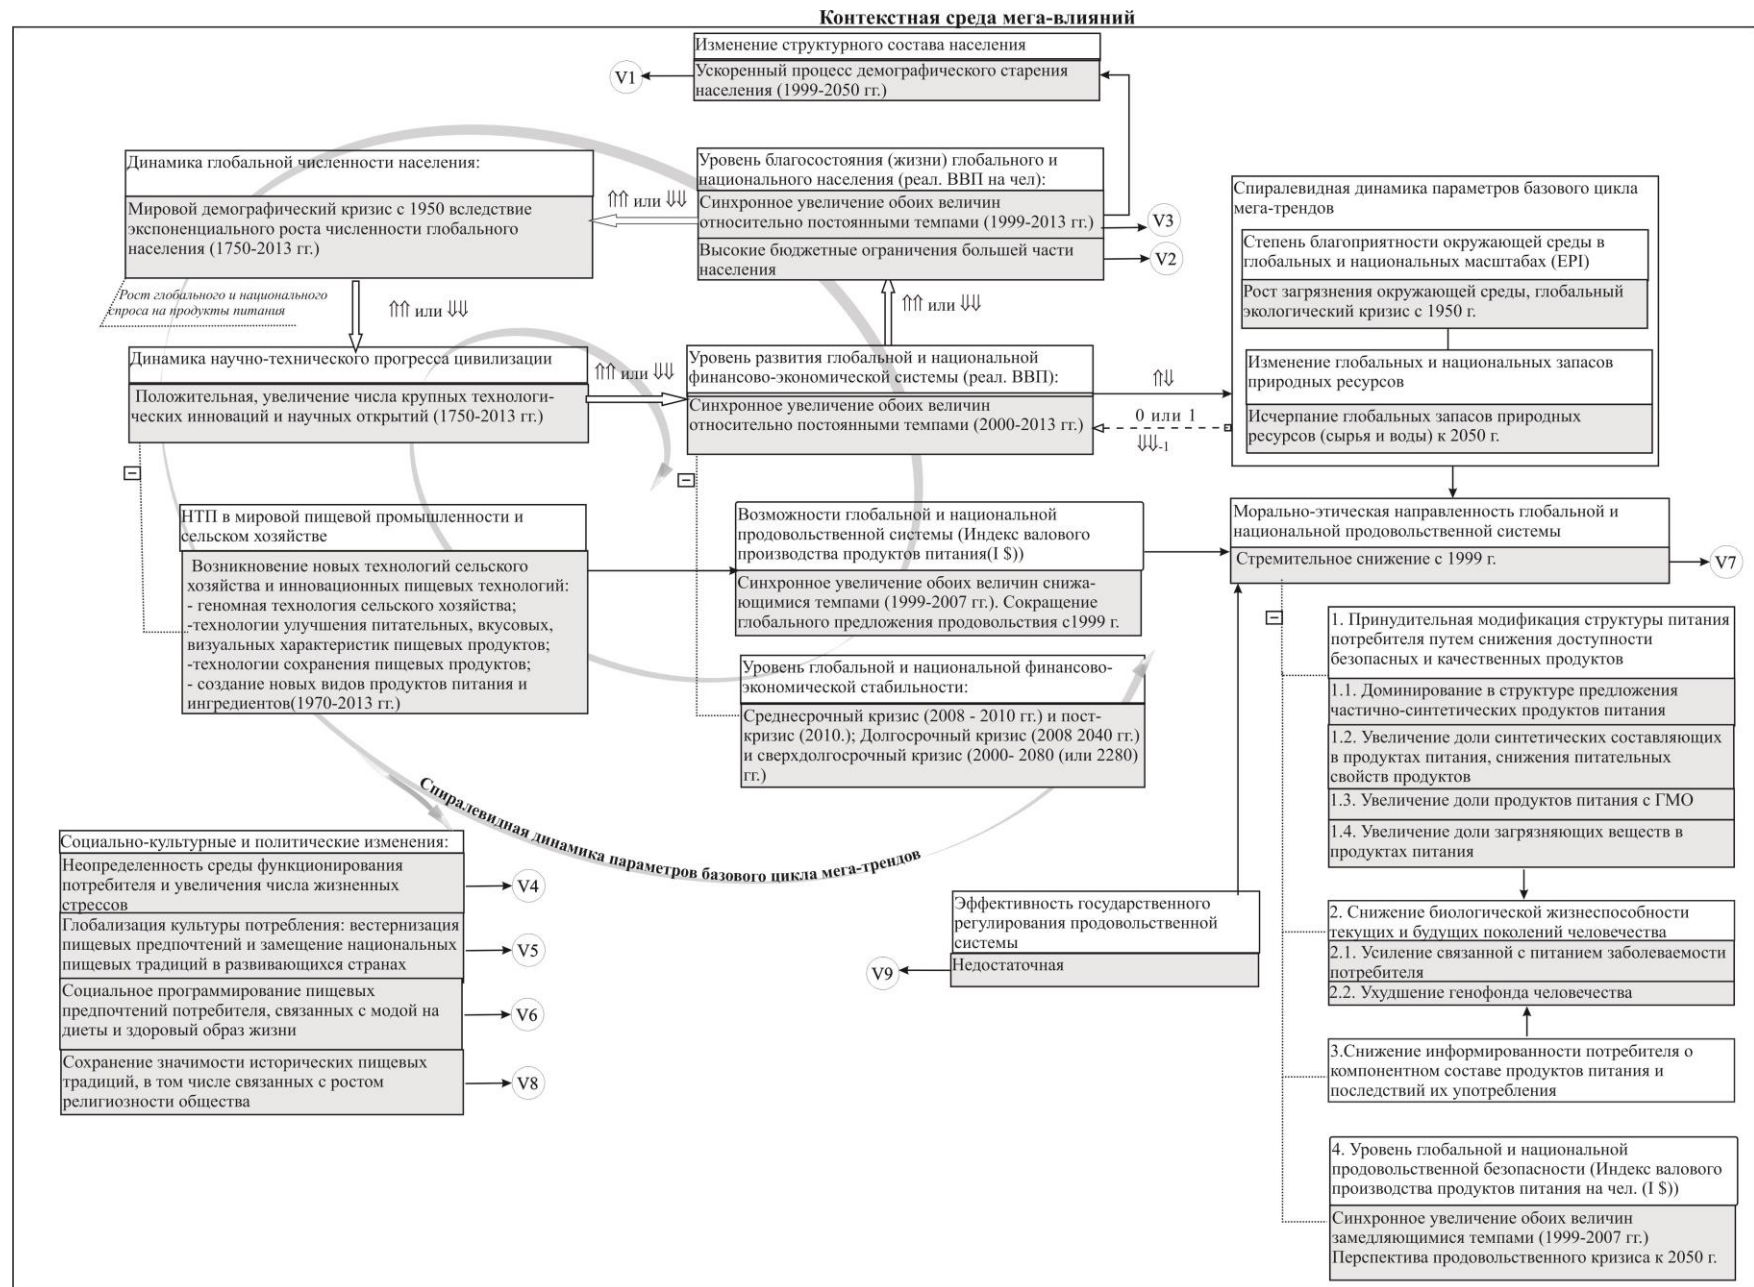 Контекстная среда мега-влияний
Изменение структурного состава населения
Ускоренный процесс демографического старения
населения (1999-2050 гг.)
V1
Динамика глобальной численности населения:
Мировой демографический кризис с 1950 вследствие
экспоненциального роста численности глобального
населения (1750-2013 гг.)
⇑⇑ или ⇓⇓
Уровень благосостояния (жизни) глобального и
национального населения (реал. ВВП на чел):
Синхронное увеличение обоих величин
относительно постоянными темпами (1999-2013 гг.)
V3
Высокие бюджетные ограничения большей части
населения
V2
Рост глобального и национального
спроса на продукты питания
⇑⇑ или ⇓⇓
⇑⇑ или ⇓⇓
Спиралевидная динамика параметров базового цикла
мега-трендов
Степень благоприятности окружающей среды в
глобальных и национальных масштабах (EPI)
Рост загрязнения окружающей среды, глобальный
экологический кризис с 1950 г.
Изменение глобальных и национальных запасов
природных ресурсов
Исчерпание глобальных запасов природных
ресурсов (сырья и воды) к 2050 г.
Динамика научно-технического прогресса цивилизации
Положительная, увеличение числа крупных технологи-
ческих инноваций и научных открытий (1750-2013 гг.)
⇑⇑ или ⇓⇓
Уровень развития глобальной и национальной
финансово-экономической системы (реал. ВВП):
Синхронное увеличение обоих величин
относительно постоянными темпами (2000-2013 гг.)
⇑⇓
0 или 1
⇓⇓-1
НТП в мировой пищевой промышленности и
сельском хозяйстве
Возникновение новых технологий сельского
хозяйства и инновационных пищевых технологий:
- геномная технология сельского хозяйства;
-технологии улучшения питательных, вкусовых,
визуальных характеристик пищевых продуктов;
-технологии сохранения пищевых продуктов;
- создание новых видов продуктов питания и
ингредиентов(1970-2013 гг.)
Возможности глобальной и национальной
продовольственной системы (Индекс валового
производства продуктов питания(I $))
Синхронное увеличение обоих величин снижа-
ющимися темпами (1999-2007 гг.). Сокращение
глобального предложения продовольствия с1999 г.
Уровень глобальной и национальной финансово-
экономической стабильности:
Среднесрочный кризис (2008 - 2010 гг.) и пост-
кризис (2010.); Долгосрочный кризис (2008 2040 гг.)
и сверхдолгосрочный кризис (2000- 2080 (или 2280)
гг.)
Морально-этическая направленность глобальной и
национальной продовольственной системы
Стремительное снижение с 1999 г.
V7
1. Принудительная модификация структуры питания
потребителя путем снижения доступности
безопасных и качественных продуктов
1.1. Доминирование в структуре предложения
частично-синтетических продуктов питания
1.2. Увеличение доли синтетических составляющих
в продуктах питания, снижения питательных
свойств продуктов
1.3. Увеличение доли продуктов питания с ГМО
1.4. Увеличение доли загрязняющих веществ в
продуктах питания
Спиралевидная динамика параметров базового цикла мега-трендов
Социально-культурные и политические изменения:
Неопределенность среды функционирования
потребителя и увеличения числа жизненных
стрессов
V4
Глобализация культуры потребления: вестернизация
пищевых предпочтений и замещение национальных
пищевых традиций в развивающихся странах
V5
Социальное программирование пищевых
предпочтений потребителя, связанных с модой на
диеты и здоровый образ жизни
V6
Сохранение значимости исторических пищевых
традиций, в том числе связанных с ростом
религиозности общества
V8
Эффективность государственного
регулирования продовольственной
системы
Недостаточная
V9
2. Снижение биологической жизнеспособности
текущих и будущих поколений человечества
2.1. Усиление связанной с питанием заболеваемости
потребителя
2.2. Ухудшение генофонда человечества
3.Снижение информированности потребителя о
компонентном составе продуктов питания и
последствий их употребления
4. Уровень глобальной и национальной
продовольственной безопасности (Индекс валового
производства продуктов питания на чел. (I $))
Синхронное увеличение обоих величин
замедляющимися темпами (1999-2007 гг.)
Перспектива продовольственного кризиса к 2050 г.